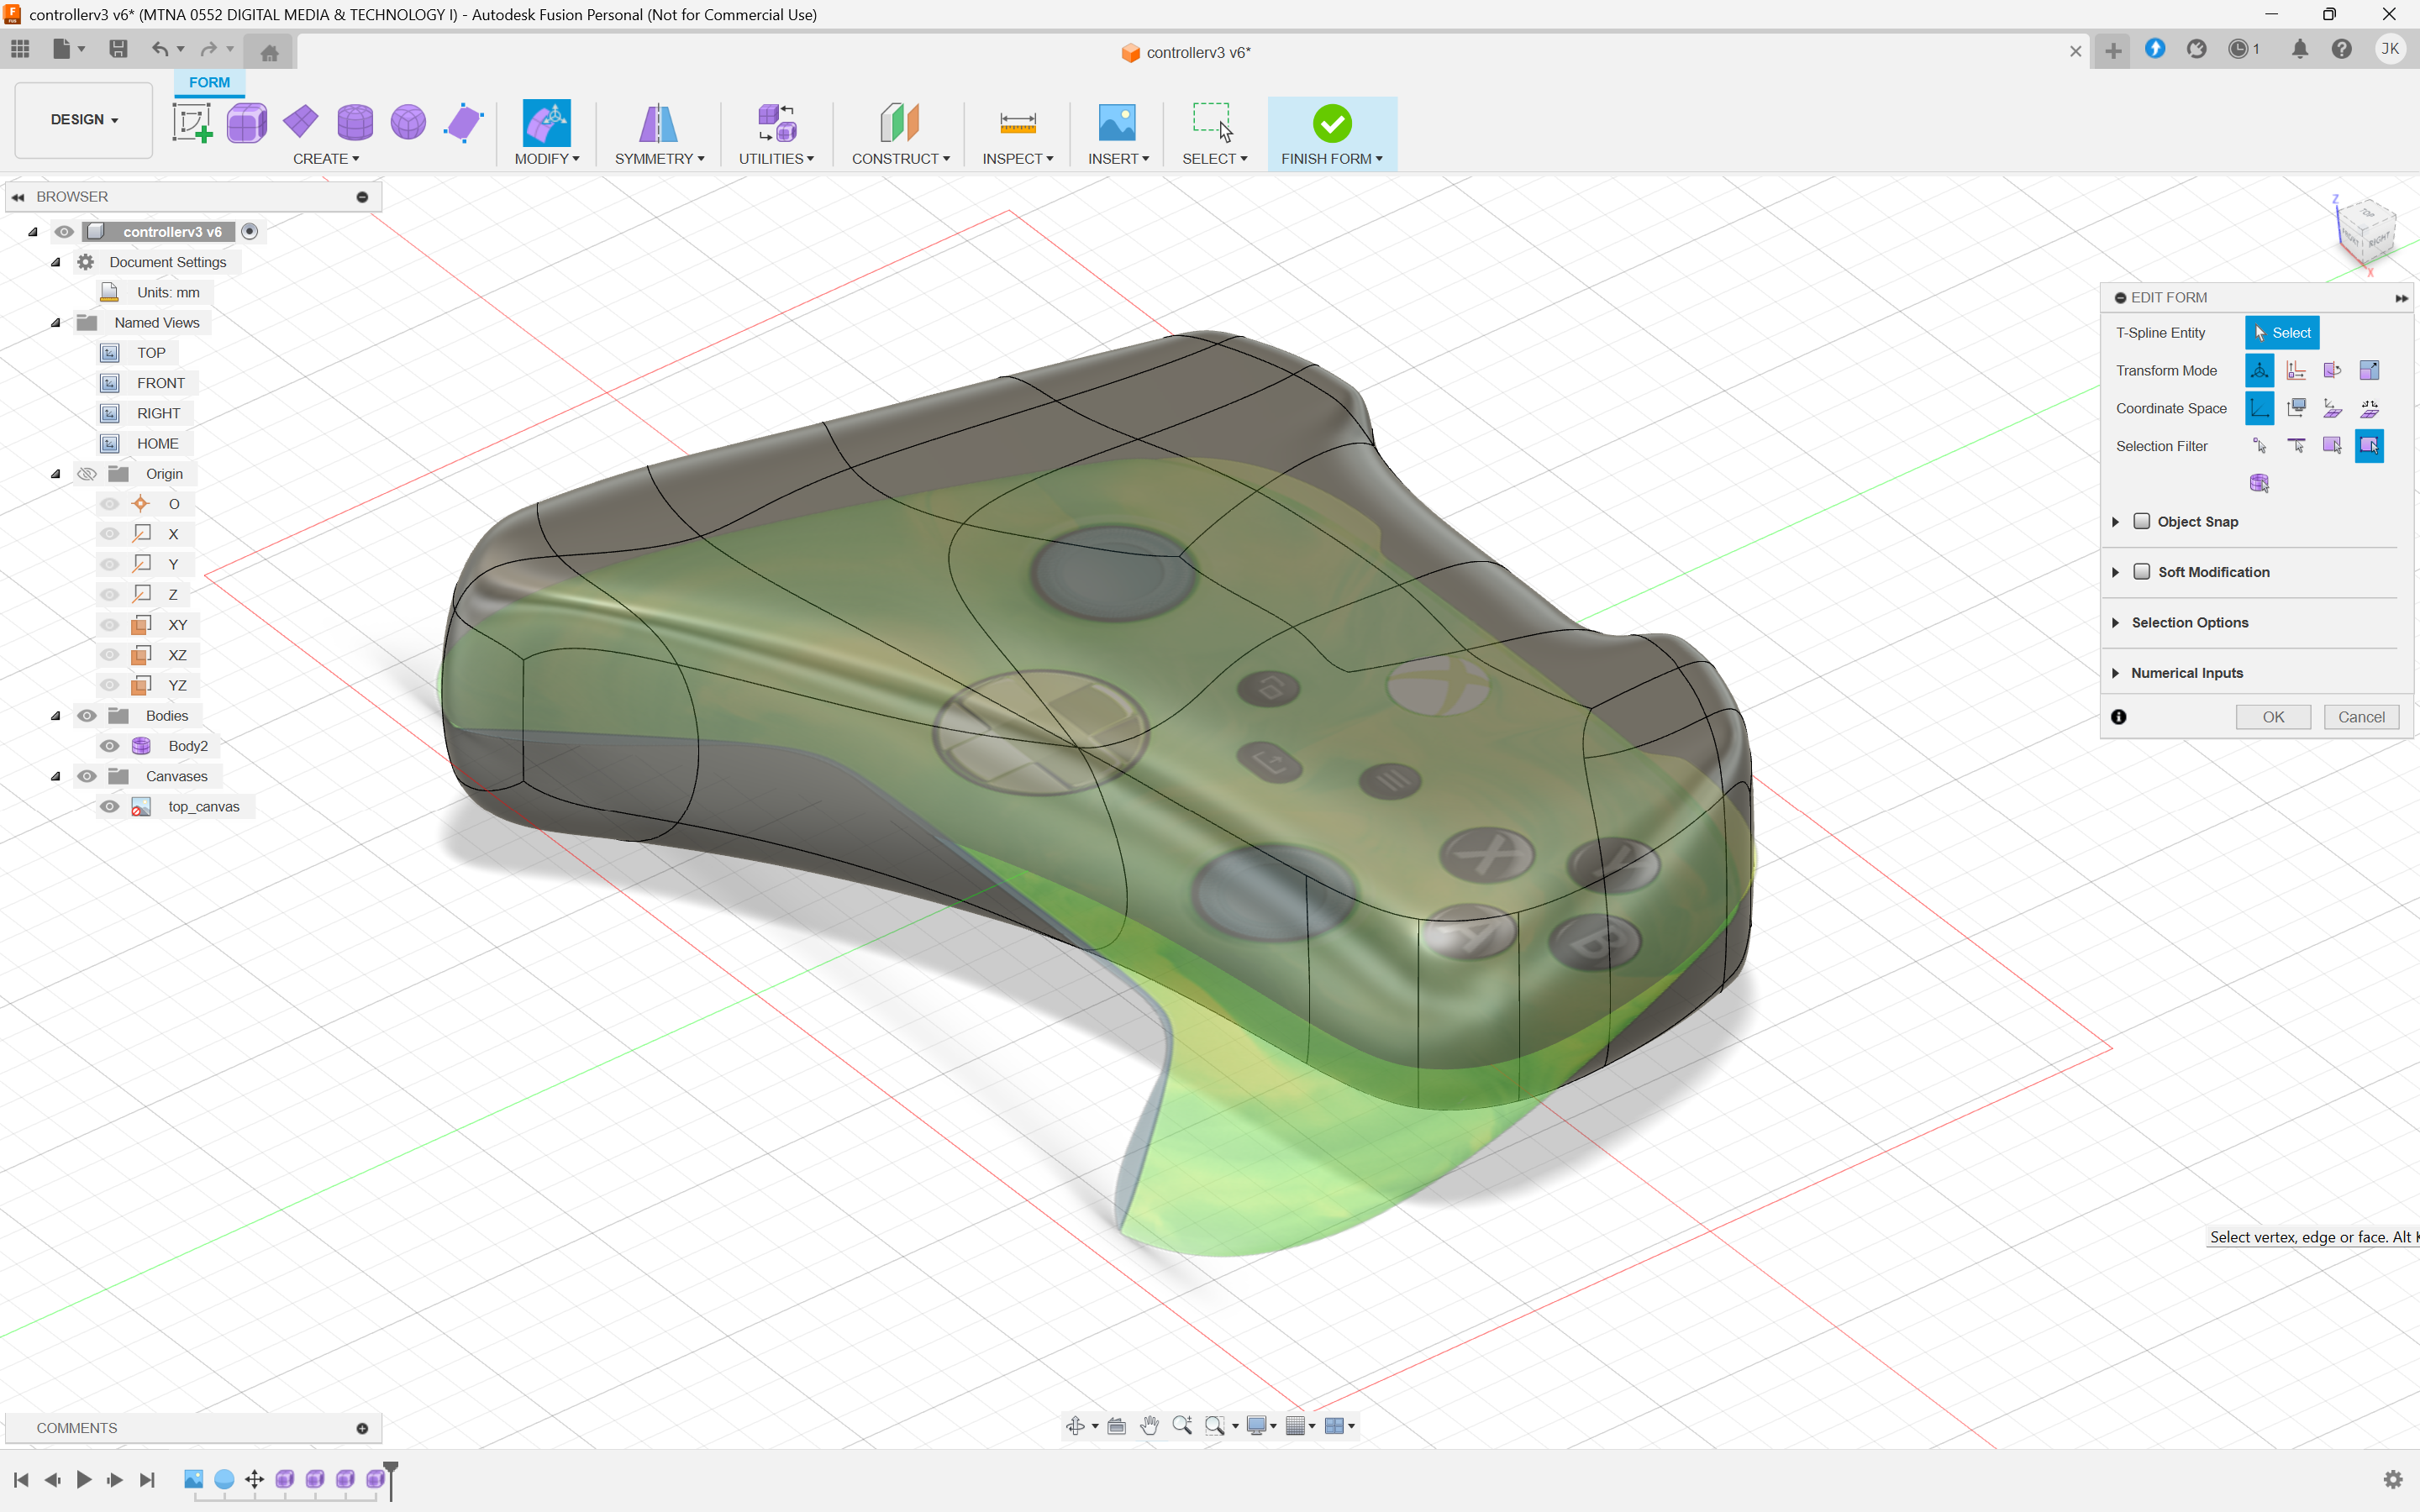 controllerv3 v6* (MTNA 0552 DIGITAL MEDIA & TECHNOLOGY I) - Autodesk Fusion Personal (Not for Commercial Use)
controllerv3 v6*
1
JK
DESIGN
FORM
CREATE
MODIFY
SYMMETRY
UTILITIES
CONSTRUCT
INSPECT
INSERT
SELECT
FINISH FORM
BROWSER
controllerv3 v6
Document Settings
Units: mm
Named Views
TOP
FRONT
RIGHT
HOME
Origin
O
X
Y
Z
XY
XZ
YZ
Bodies
Body2
Canvases
top_canvas
Z
TOP
FRONT
RIGHT
X
EDIT FORM
T-Spline Entity
Select
Transform Mode
Coordinate Space
Selection Filter
Object Snap
Soft Modification
Selection Options
Numerical Inputs
OK
Cancel
X
Y
A
B
Select vertex, edge or face. Alt
COMMENTS